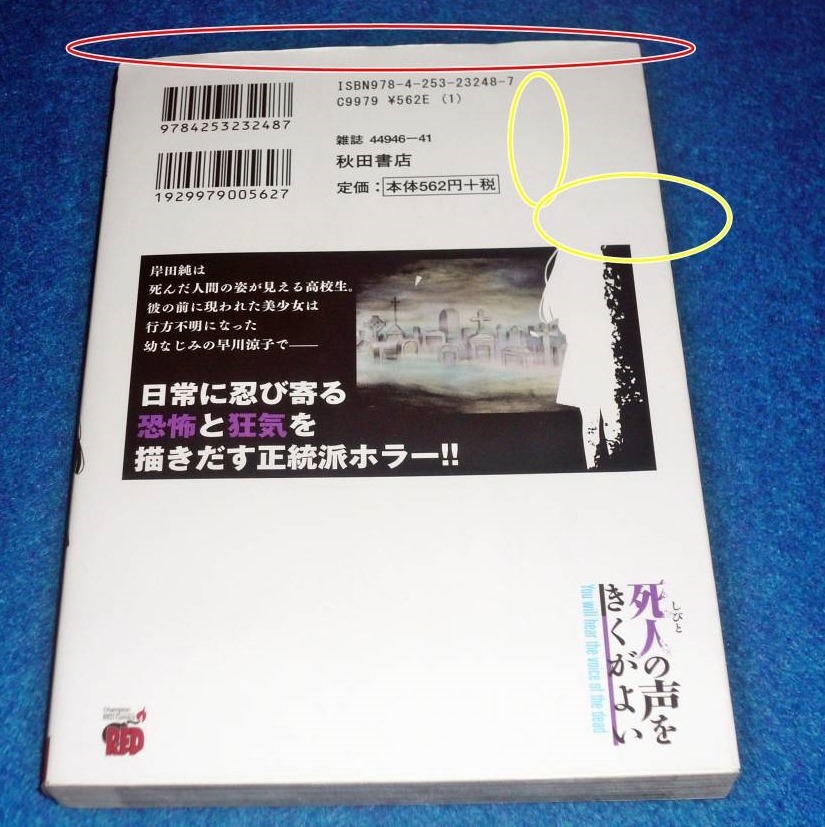 ISBN978-4-253-23248-7
C9979 ¥562E (1)
9784253232487
雑誌 44946－41
秋田書店
1929979005627
定価：本体562円＋税
岸田純は
死んだ人間の姿が見える高校生。
彼の前に現われた美少女は
行方不明になった
幼なじみの早川涼子で――
日常に忍び寄る
恐怖と狂気を
描きだす正統派ホラー!!
しびと
死人の声を
きくがよい
You will hear the voice of the dead
Champion
RED Comics
RED